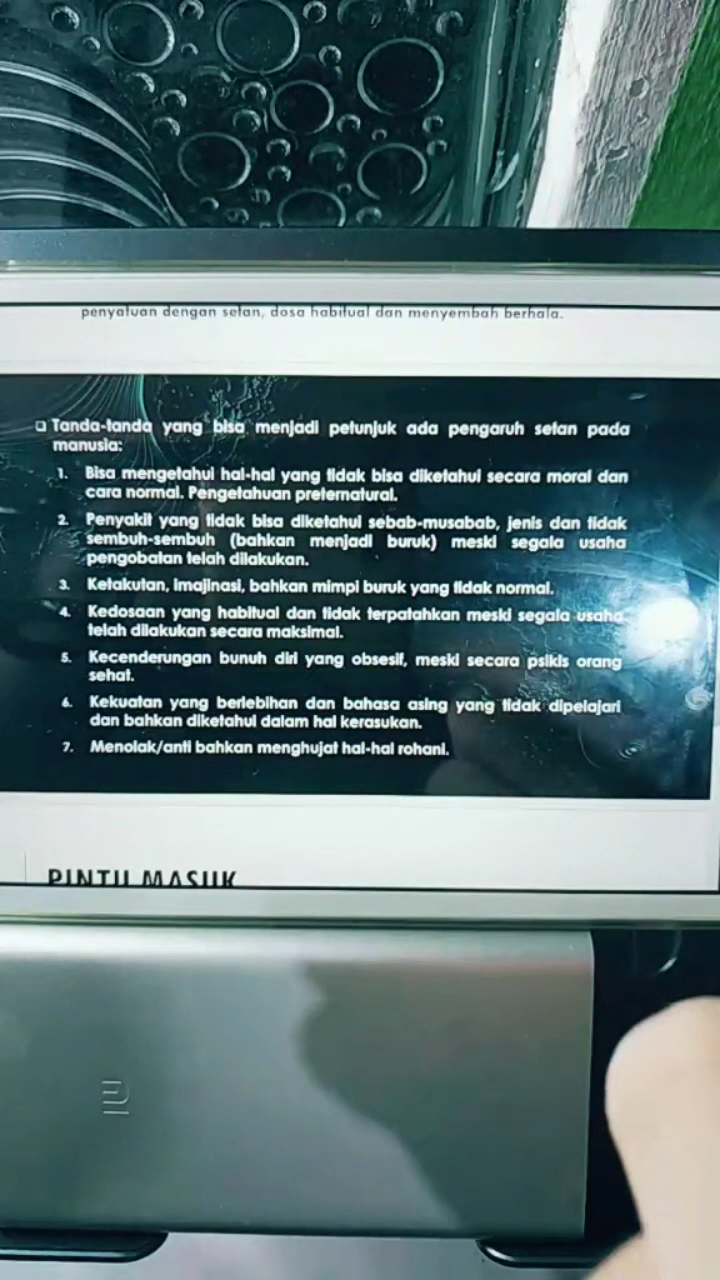 penyatuan dengan setan, dosa habitual dan menyembah berhala.
❑ Tanda-tanda yang bisa menjadi petunjuk ada pengaruh setan pada
manusia:
1. Bisa mengetahui hal-hal yang tidak bisa diketahui secara moral dan
cara normal. Pengetahuan preternatural.
2. Penyakit yang tidak bisa diketahui sebab-musabab, jenis dan tidak
sembuh-sembuh (bahkan menjadi buruk) meski segala usaha
pengobatan telah dilakukan.
3. Ketakutan, imajinasi, bahkan mimpi buruk yang tidak normal.
4. Kedosaan yang habitual dan tidak terpatahkan meski segala usaha
telah dilakukan secara maksimal.
5. Kecenderungan bunuh diri yang obsesif, meski secara psikis orang
sehat.
6. Kekuatan yang berlebihan dan bahasa asing yang tidak dipelajari
dan bahkan diketahui dalam hal kerasukan.
7. Menolak/anti bahkan menghujat hal-hal rohani.
PINTU MASUK